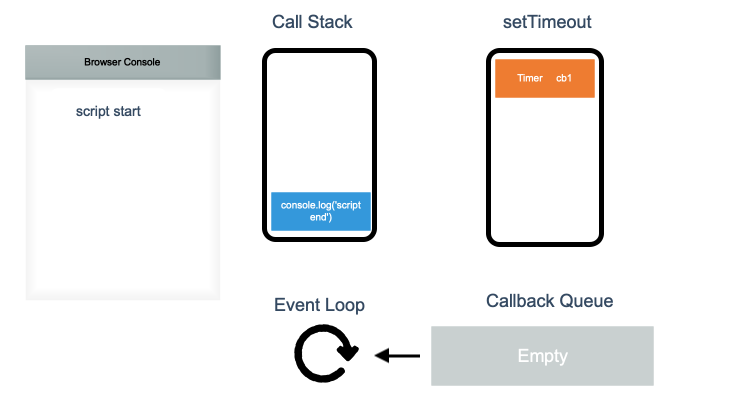 Call Stack
setTimeout
Browser Console
script start
Timer cb1
console.log('script
end')
Event Loop
Callback Queue
Empty